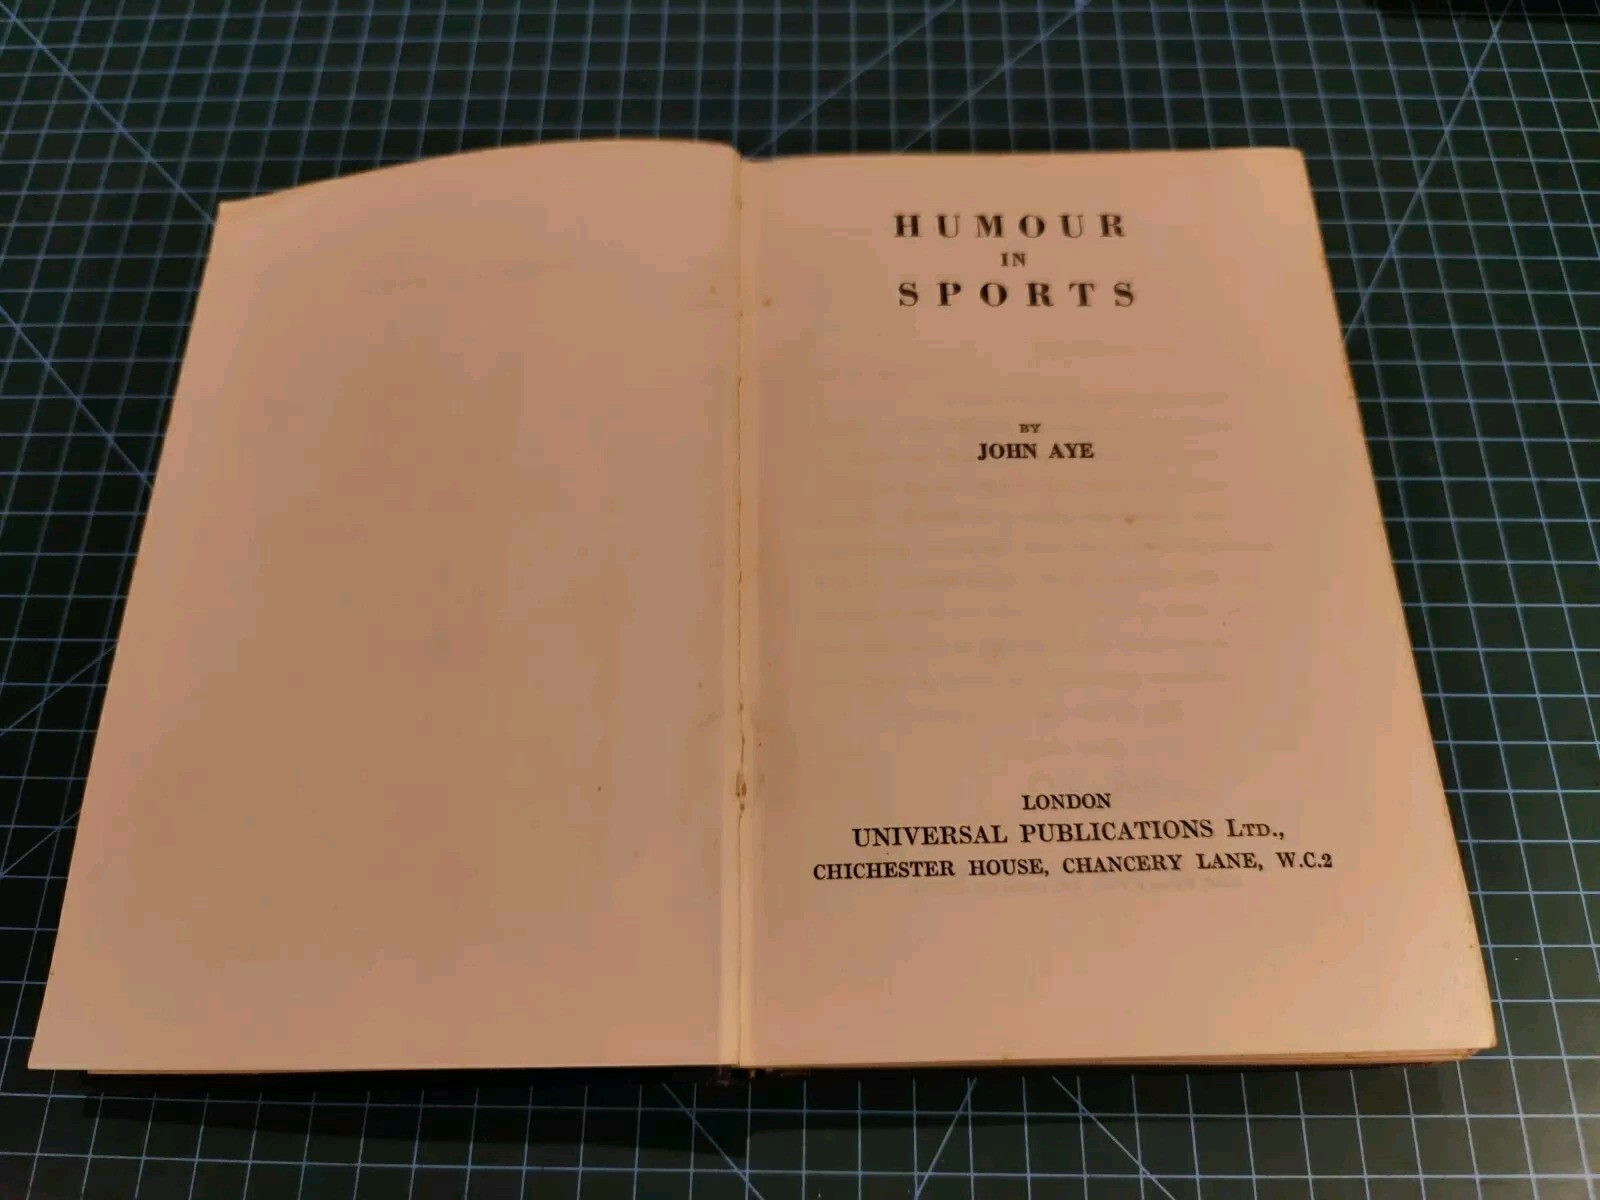 HUMOUR
IN
SPORTS
BY
JOHN AYE
LONDON
UNIVERSAL PUBLICATIONS LTD.,
CHICHESTER HOUSE, CHANCERY LANE, W.C.2